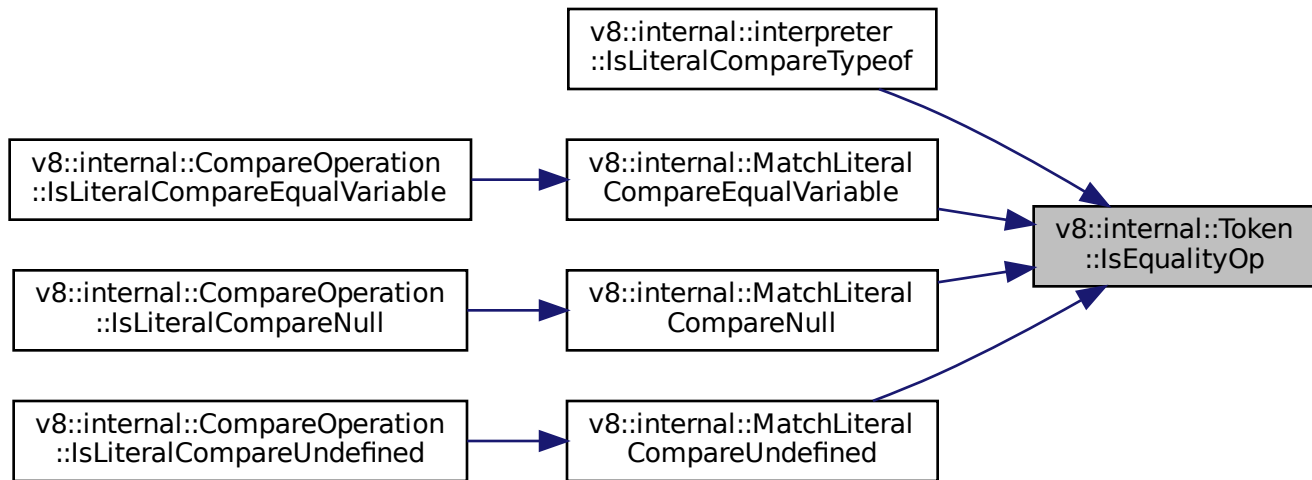 v8::internal::interpreter
::IsLiteralCompareTypeof
v8::internal::CompareOperation
::IsLiteralCompareEqualVariable
v8::internal::MatchLiteral
CompareEqualVariable
v8::internal::Token
::IsEqualityOp
v8::internal::CompareOperation
::IsLiteralCompareNull
v8::internal::MatchLiteral
CompareNull
v8::internal::CompareOperation
::IsLiteralCompareUndefined
v8::internal::MatchLiteral
CompareUndefined